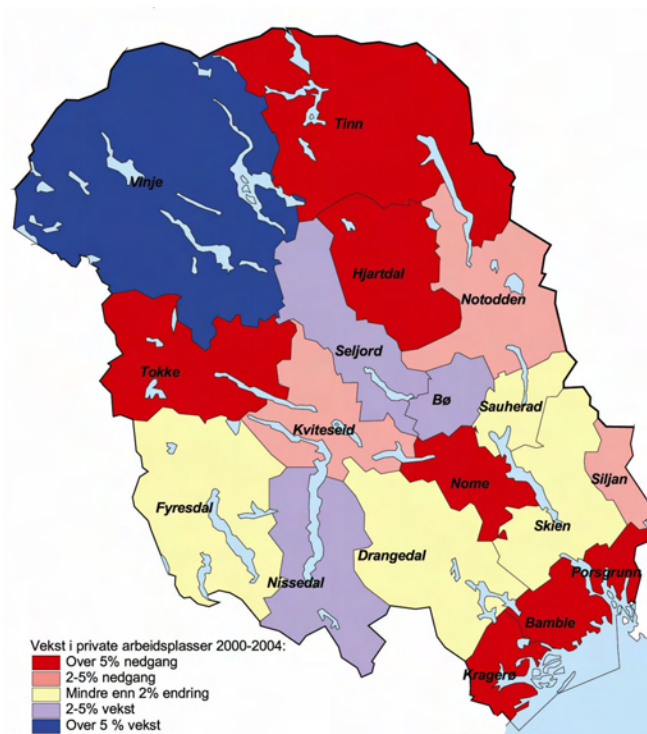 Tinn
Vinje
Hjartdal
Notodden
Seljord
Tokke
Bø
Sauherad
Kviteseid
Nome
Siljan
Fyresdal
Skien
Drangedal
Porsgrunn
Nissedal
Bamble
Kragerø
Vekst i private arbeidsplasser 2000-2004:
Over 5% nedgang
2-5% nedgang
Mindre enn 2% endring
2-5% vekst
Over 5 % vekst